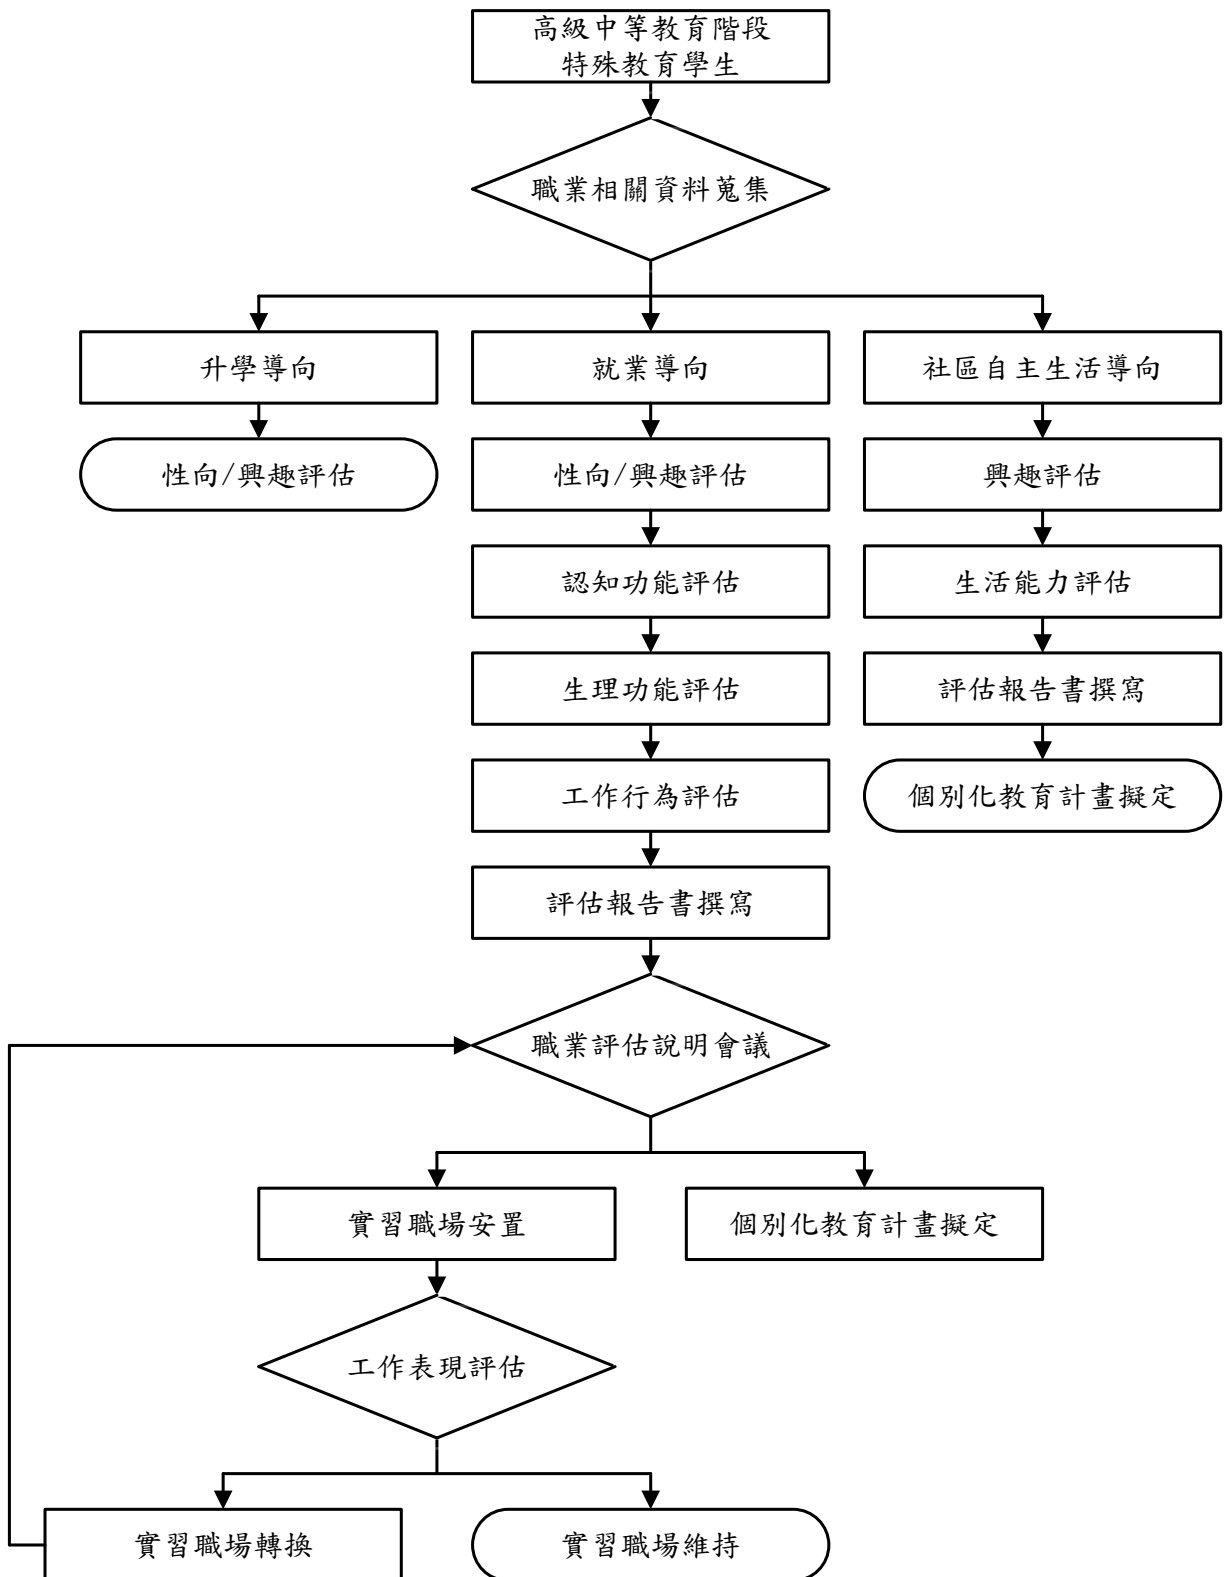 高級中等教育階段
特殊教育學生
職業相關資料蒐集
升學導向
就業導向
社區自主生活導向
性向/興趣評估
性向/興趣評估
興趣評估
認知功能評估
生活能力評估
生理功能評估
評估報告書撰寫
工作行為評估
個別化教育計畫擬定
評估報告書撰寫
職業評估說明會議
實習職場安置
個別化教育計畫擬定
工作表現評估
實習職場轉換
實習職場維持